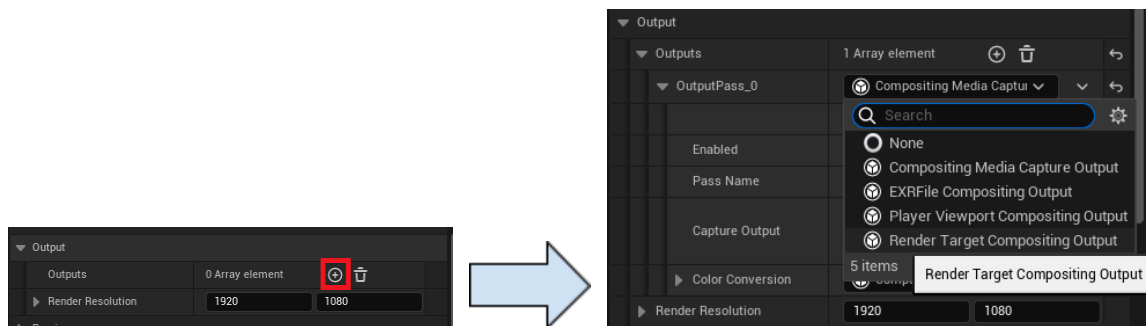 Output
Outputs 0 Array element
Render Resolution 1920 1080
Output
Outputs 1 Array element
OutputPass_0 Compositing Media Captur
Search
None
Enabled
Compositing Media Capture Output
Pass Name
EXRFile Compositing Output
Player Viewport Compositing Output
Capture Output
Render Target Compositing Output
5 items
Render Target Compositing Output
Color Conversion
Render Resolution 1920 1080